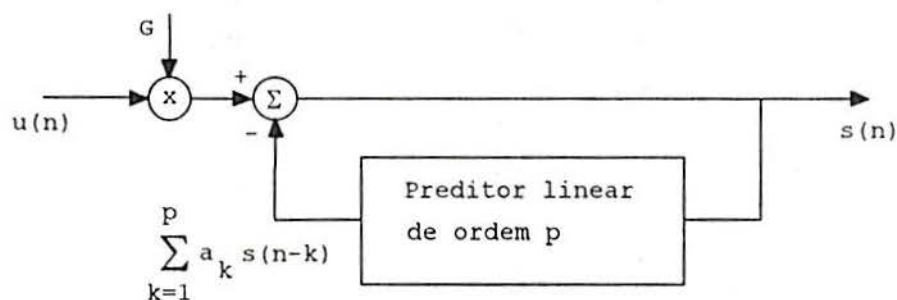 G
x
+
Σ
u(n)
-
s(n)
Preditor linear
de ordem p
p
∑ a_k s(n-k)
k=1